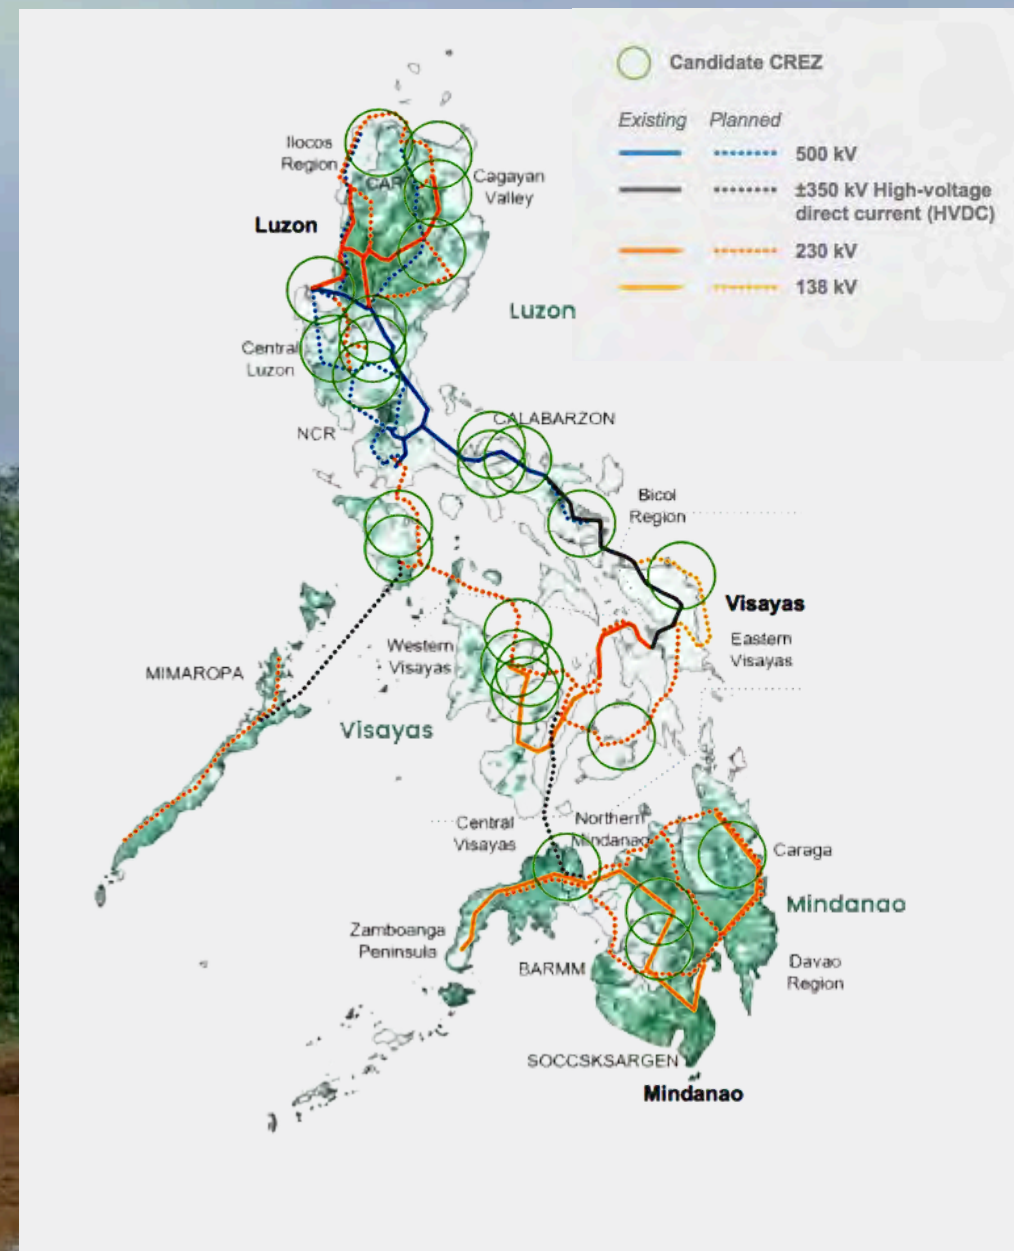 Candidate CREZ
Existing Planned
500 kV
±350 kV High-voltage
direct current (HVDC)
230 kV
138 kV
Ilocos
Region
CAR
Cagayan
Valley
Luzon
Luzon
Central
Luzon
NCR
CALABARZON
Bicol
Region
Visayas
Eastern
Visayas
Western
Visayas
MIMAROPA
Visayas
Central
Visayas
Northern
Mindanao
Caraga
Mindanao
Zamboanga
Peninsula
BARMM
Davao
Region
SOCCSKSARGEN
Mindanao